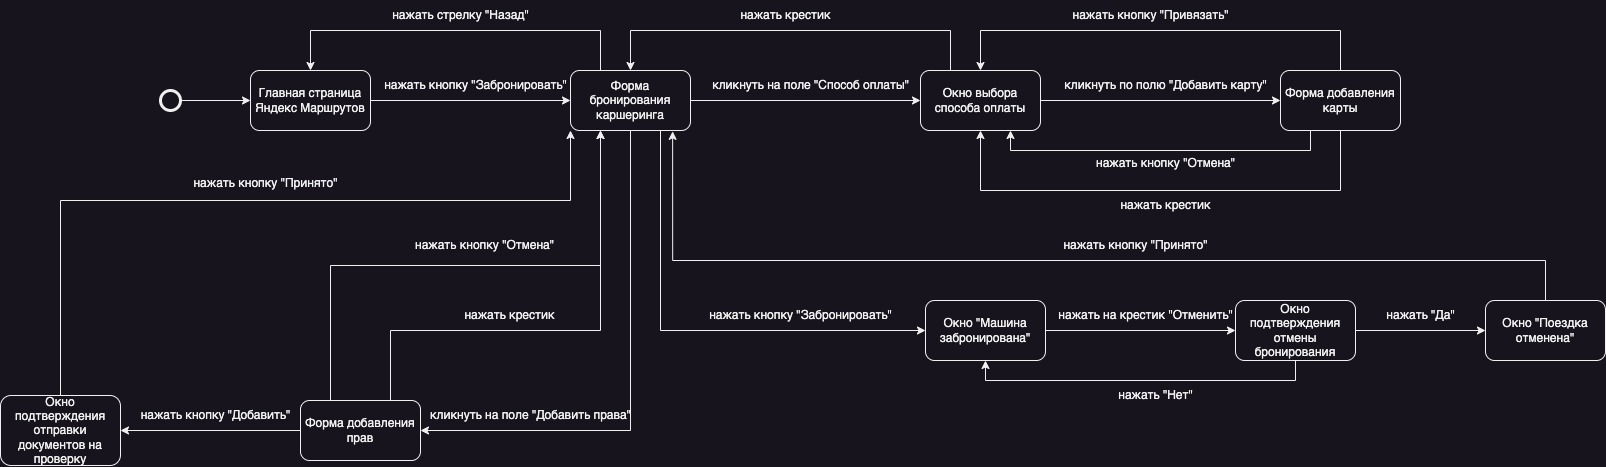 нажать стрелку "Назад"
нажать крестик
нажать кнопку "Привязать"
Главная страница
Яндекс Маршрутов
нажать кнопку "Забронировать"
Форма
бронирования
каршеринга
кликнуть на поле "Способ оплаты"
Окно выбора
способа оплаты
кликнуть по полю "Добавить карту"
Форма добавления
карты
нажать кнопку "Отмена"
нажать крестик
нажать кнопку "Принято"
нажать кнопку "Отмена"
нажать кнопку "Принято"
нажать крестик
нажать кнопку "Забронировать"
Окно "Машина
забронирована"
нажать на крестик "Отменить"
Окно
подтверждения
отмены
бронирования
нажать "Да"
Окно "Поездка
отменена"
нажать "Нет"
Окно
подтверждения
отправки
документов на
проверку
нажать кнопку "Добавить"
Форма добавления
прав
кликнуть на поле "Добавить права"